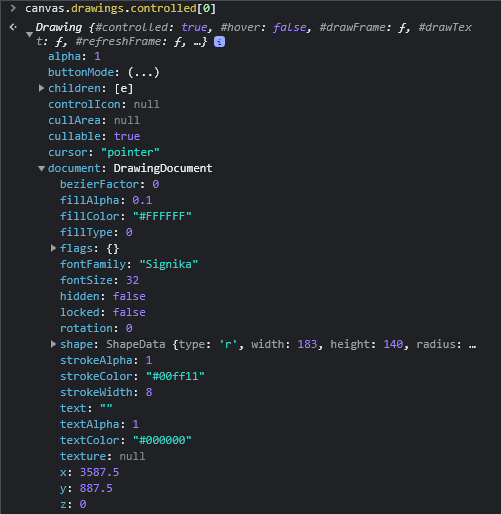 canvas.drawings.controlled[0]
Drawing {#controlled: true, #hover: false, #drawFrame: ƒ, #drawTex
t: ƒ, #refreshFrame: ƒ, …} i
alpha: 1
buttonMode: (...)
children: [e]
controlIcon: null
cullArea: null
cullable: true
cursor: "pointer"
document: DrawingDocument
bezierFactor: 0
fillAlpha: 0.1
fillColor: "#FFFFFF"
fillType: 0
flags: {}
fontFamily: "Signika"
fontSize: 32
hidden: false
locked: false
rotation: 0
shape: ShapeData {type: 'r', width: 183, height: 140, radius: …
strokeAlpha: 1
strokeColor: "#00ff11"
strokeWidth: 8
text: ""
textAlpha: 1
textColor: "#000000"
texture: null
x: 3587.5
y: 887.5
z: 0